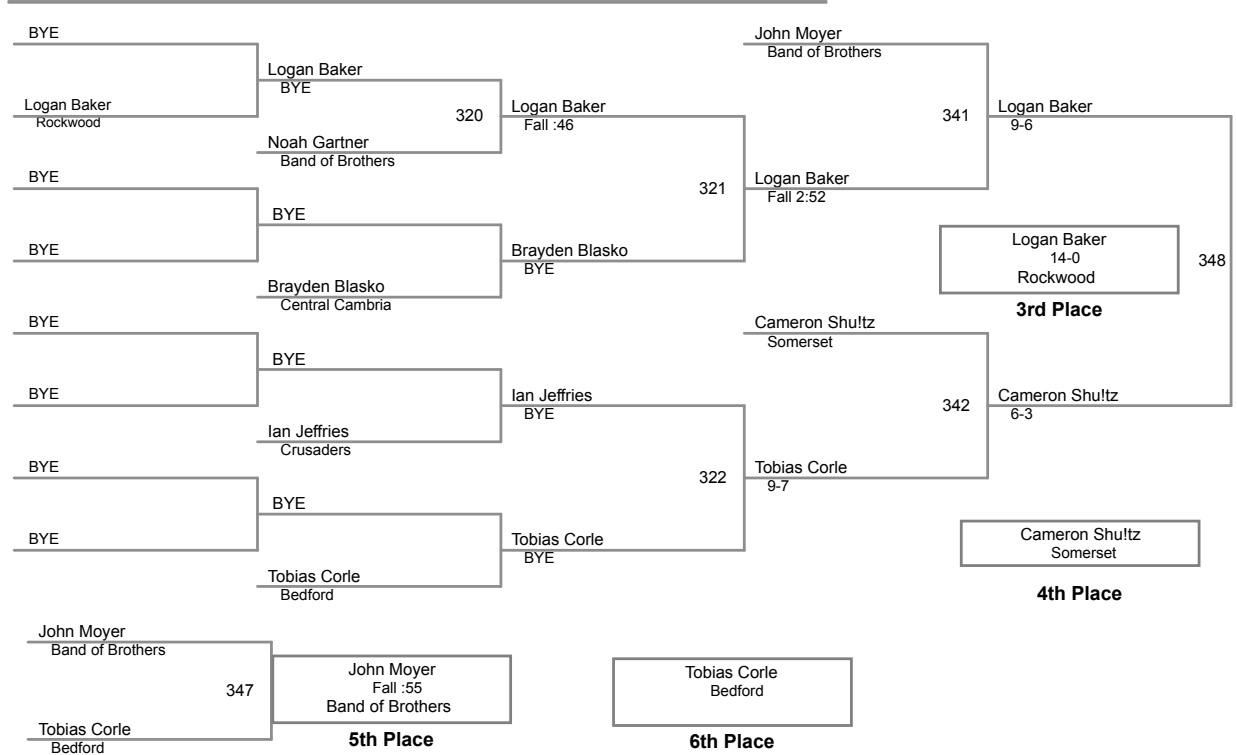 BYE
Logan Baker
Rockwood
BYE
BYE
BYE
BYE
BYE
BYE
Logan Baker
BYE
320
Noah Gartner
Band of Brothers
BYE
Brayden Blasko
Central Cambria
BYE
Ian Jeffries
Crusaders
BYE
Tobias Corle
Bedford
Logan Baker
Fall :46
321
Brayden Blasko
BYE
Ian Jeffries
BYE
322
Tobias Corle
BYE
John Moyer
Band of Brothers
341
Logan Baker
Fall 2:52
Cameron Shu!tz
Somerset
342
Tobias Corle
9-7
Logan Baker
9-6
348
Cameron Shu!tz
6-3
Logan Baker
14-0
Rockwood
3rd Place
Cameron Shu!tz
Somerset
4th Place
John Moyer
Band of Brothers
347
Tobias Corle
Bedford
John Moyer
Fall :55
Band of Brothers
5th Place
Tobias Corle
Bedford
6th Place